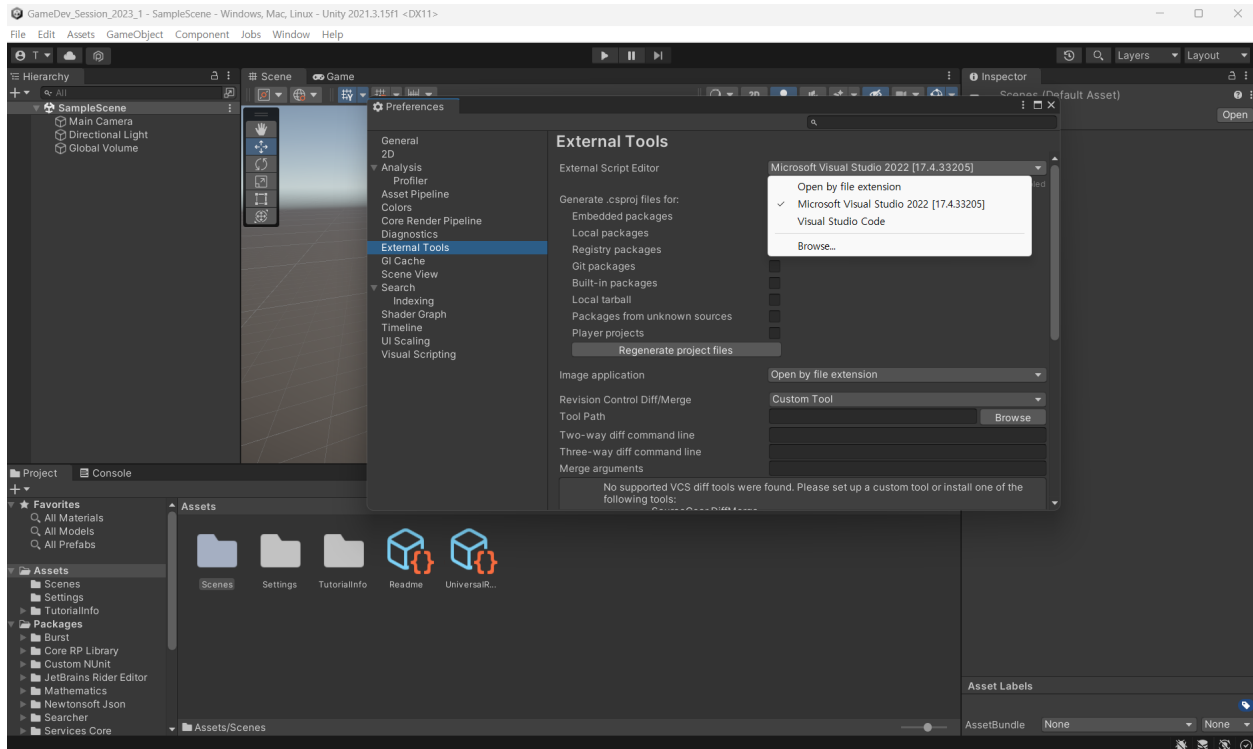 GameDev_Session_2023_1 - SampleScene - Windows, Mac, Linux - Unity 2021.3.15f1 <DX11>
File Edit Assets GameObject Component Jobs Window Help
T
Layers
Layout
Hierarchy
All
SampleScene
Main Camera
Directional Light
Global Volume
Scene
Game
2D
Preferences
General
2D
Analysis
Profiler
Asset Pipeline
Colors
Core Render Pipeline
Diagnostics
External Tools
GI Cache
Scene View
Search
Indexing
Shader Graph
Timeline
UI Scaling
Visual Scripting
External Tools
External Script Editor
Microsoft Visual Studio 2022 [17.4.33205]
Open by file extension
Microsoft Visual Studio 2022 [17.4.33205]
Visual Studio Code
Browse...
Generate .csproj files for:
Embedded packages
Local packages
Registry packages
Git packages
Built-in packages
Local tarball
Packages from unknown sources
Player projects
Regenerate project files
Image application
Open by file extension
Revision Control Diff/Merge
Custom Tool
Tool Path
Browse
Two-way diff command line
Three-way diff command line
Merge arguments
No supported VCS diff tools were found. Please set up a custom tool or install one of the
following tools:
SourceGear DiffMerge
Inspector
Scenes (Default Asset)
Open
Project
Console
Favorites
All Materials
All Models
All Prefabs
Assets
Scenes
Settings
TutorialInfo
Packages
Burst
Core RP Library
Custom NUnit
JetBrains Rider Editor
Mathematics
Newtonsoft Json
Searcher
Services Core
Assets
Scenes
Settings
TutorialInfo
Readme
UniversalR...
Assets/Scenes
Asset Labels
AssetBundle
None
None